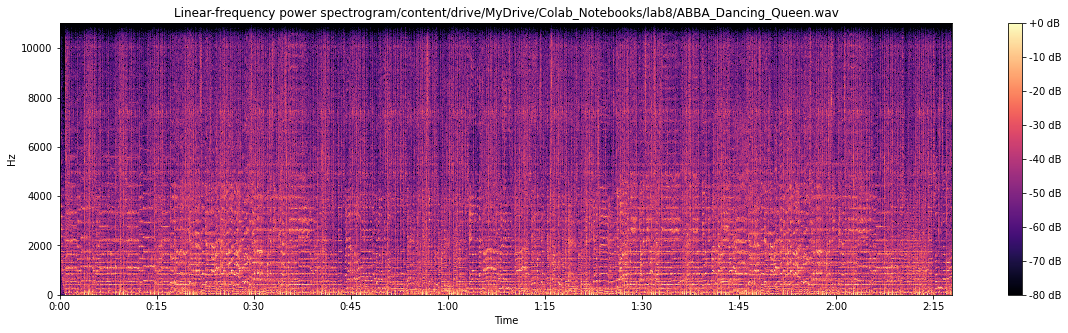 Linear-frequency power spectrogram/content/drive/MyDrive/Colab_Notebooks/lab8/ABBA_Dancing_Queen.wav
10000
8000
6000
4000
2000
0
Hz
0:00
0:15
0:30
0:45
1:00
1:15
1:30
1:45
2:00
2:15
Time
+0 dB
-10 dB
-20 dB
-30 dB
-40 dB
-50 dB
-60 dB
-70 dB
-80 dB